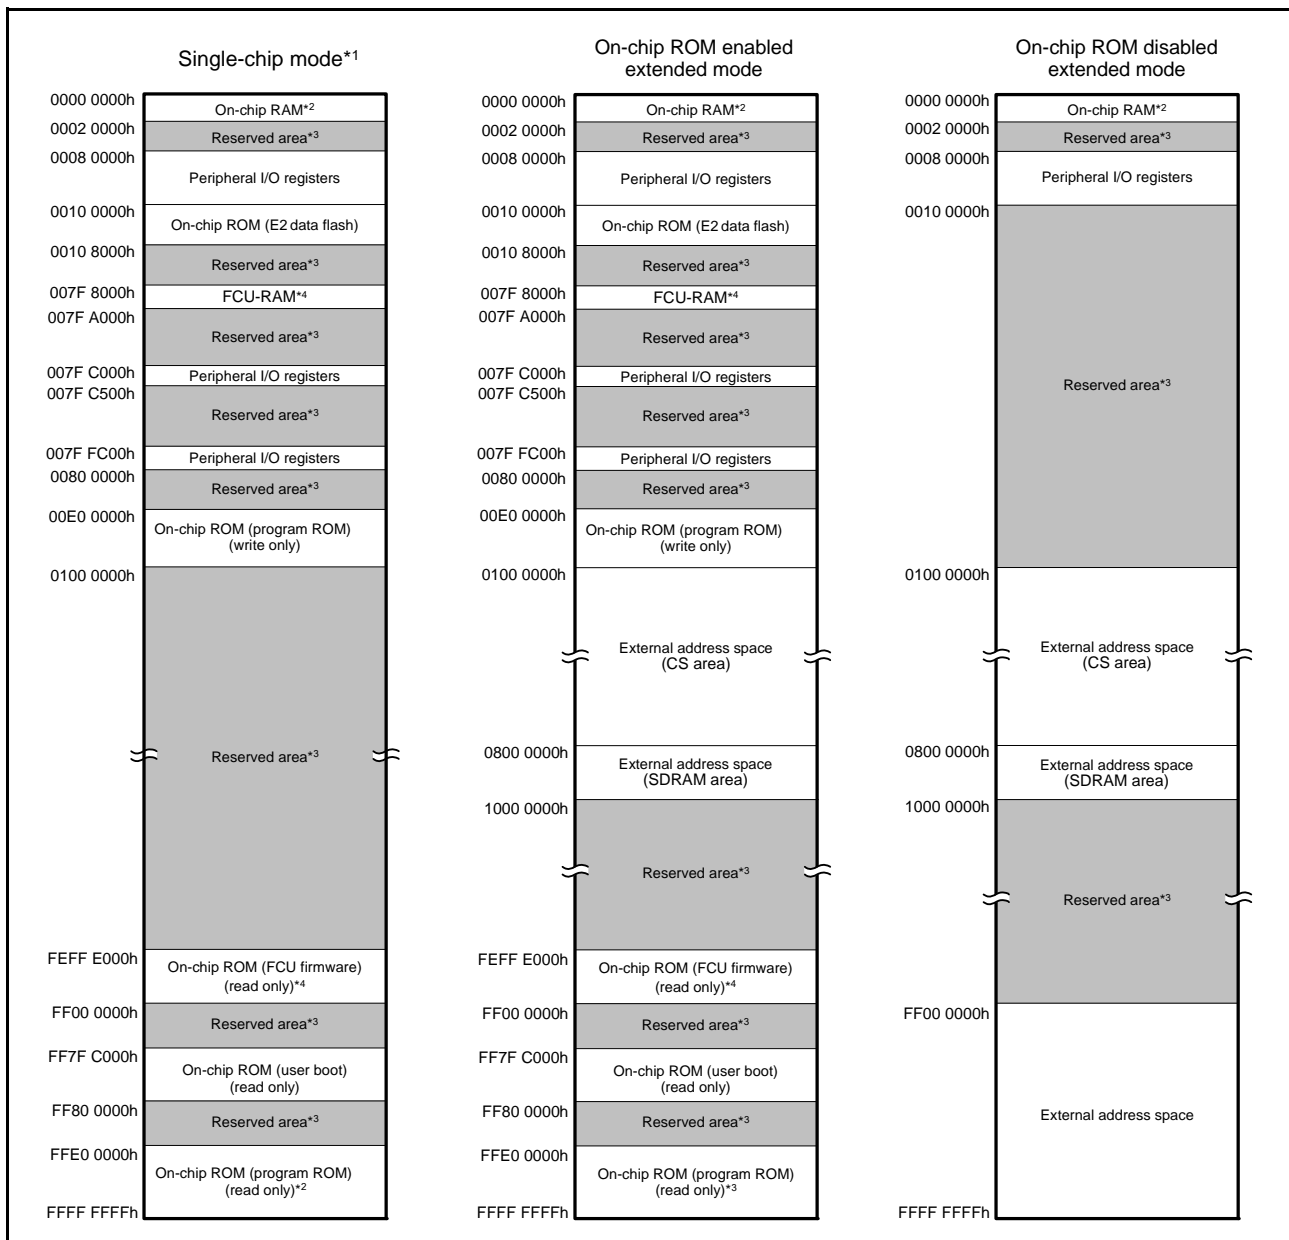 Single-chip mode*1
0000 0000h
On-chip RAM*2
0002 0000h
Reserved area*3
0008 0000h
Peripheral I/O registers
0010 0000h
On-chip ROM (E2 data flash)
0010 8000h
Reserved area*3
007F 8000h
FCU-RAM*4
007F A000h
Reserved area*3
007F C000h
Peripheral I/O registers
007F C500h
Reserved area*3
007F FC00h
Peripheral I/O registers
0080 0000h
Reserved area*3
00E0 0000h
On-chip ROM (program ROM)
(write only)
0100 0000h
Reserved area*3
FEFF E000h
On-chip ROM (FCU firmware)
(read only)*4
FF00 0000h
Reserved area*3
FF7F C000h
On-chip ROM (user boot)
(read only)
FF80 0000h
Reserved area*3
FFE0 0000h
On-chip ROM (program ROM)
(read only)*2
FFFF FFFFh
On-chip ROM enabled
extended mode
0000 0000h
On-chip RAM*2
0002 0000h
Reserved area*3
0008 0000h
Peripheral I/O registers
0010 0000h
On-chip ROM (E2 data flash)
0010 8000h
Reserved area*3
007F 8000h
FCU-RAM*4
007F A000h
Reserved area*3
007F C000h
Peripheral I/O registers
007F C500h
Reserved area*3
007F FC00h
Peripheral I/O registers
0080 0000h
Reserved area*3
00E0 0000h
On-chip ROM (program ROM)
(write only)
0100 0000h
External address space
(CS area)
0800 0000h
External address space
(SDRAM area)
1000 0000h
Reserved area*3
FEFF E000h
On-chip ROM (FCU firmware)
(read only)*4
FF00 0000h
Reserved area*3
FF7F C000h
On-chip ROM (user boot)
(read only)
FF80 0000h
Reserved area*3
FFE0 0000h
On-chip ROM (program ROM)
(read only)*3
FFFF FFFFh
On-chip ROM disabled
extended mode
0000 0000h
On-chip RAM*2
0002 0000h
Reserved area*3
0008 0000h
Peripheral I/O registers
0010 0000h
Reserved area*3
0100 0000h
External address space
(CS area)
0800 0000h
External address space
(SDRAM area)
1000 0000h
Reserved area*3
FF00 0000h
External address space
FFFF FFFFh